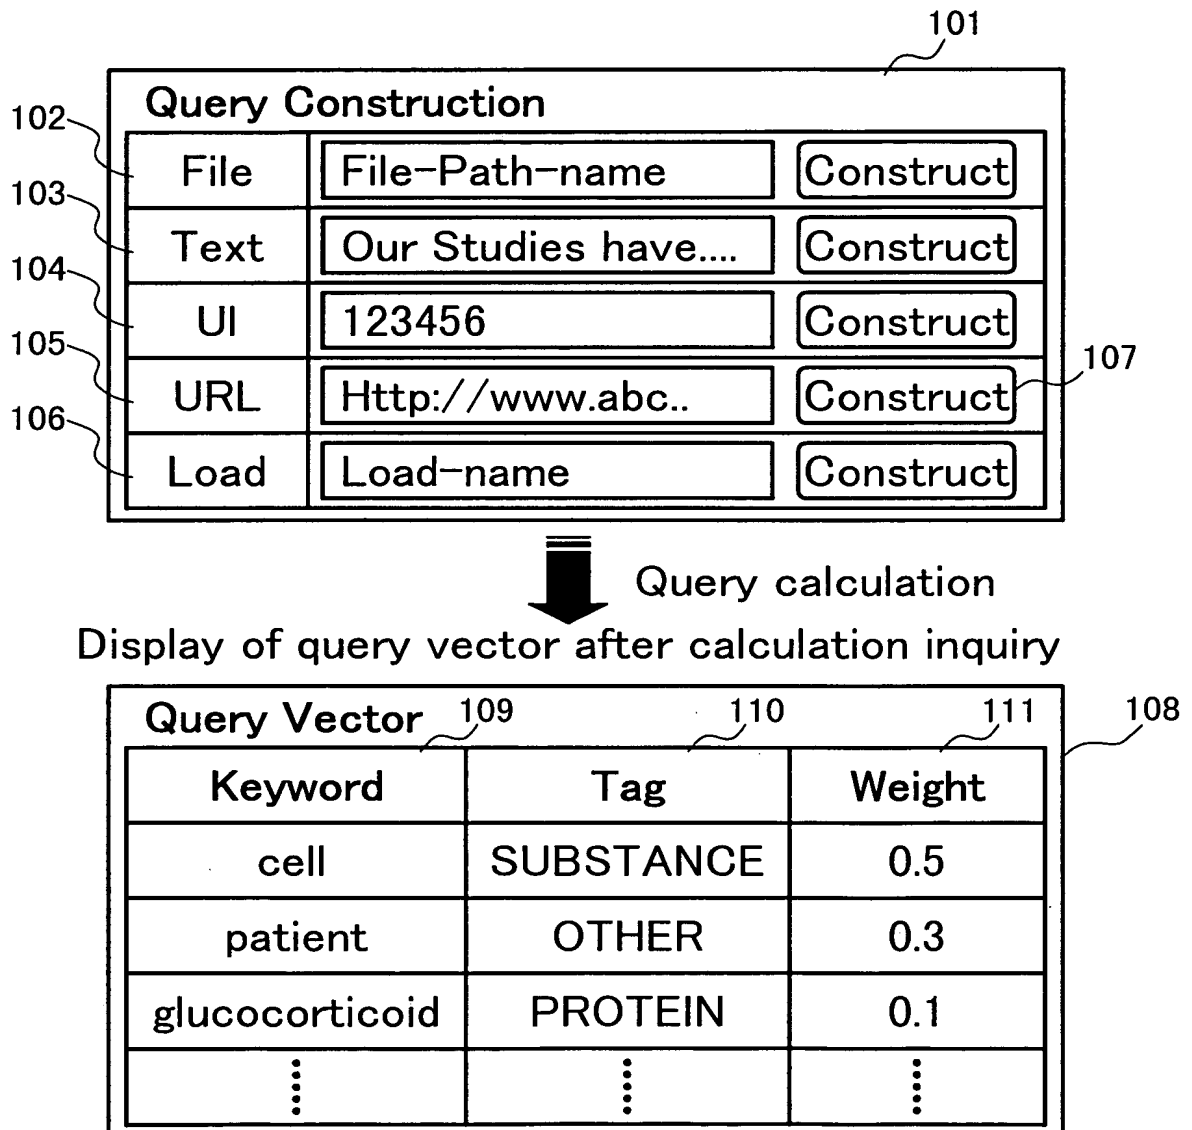 101
Query Construction
102
File File-Path-name Construct
103
Text Our Studies have.... Construct
104
UI 123456 Construct
105
107
URL Http://www.abc.. Construct
106
Load Load-name Construct
Query calculation
Display of query vector after calculation inquiry
Query Vector 109 110 111 108
Keyword Tag Weight
cell SUBSTANCE 0.5
patient OTHER 0.3
glucocorticoid PROTEIN 0.1